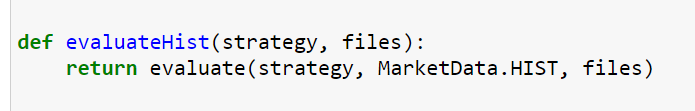 def evaluateHist(strategy, files):
    return evaluate(strategy, MarketData.HIST, files)